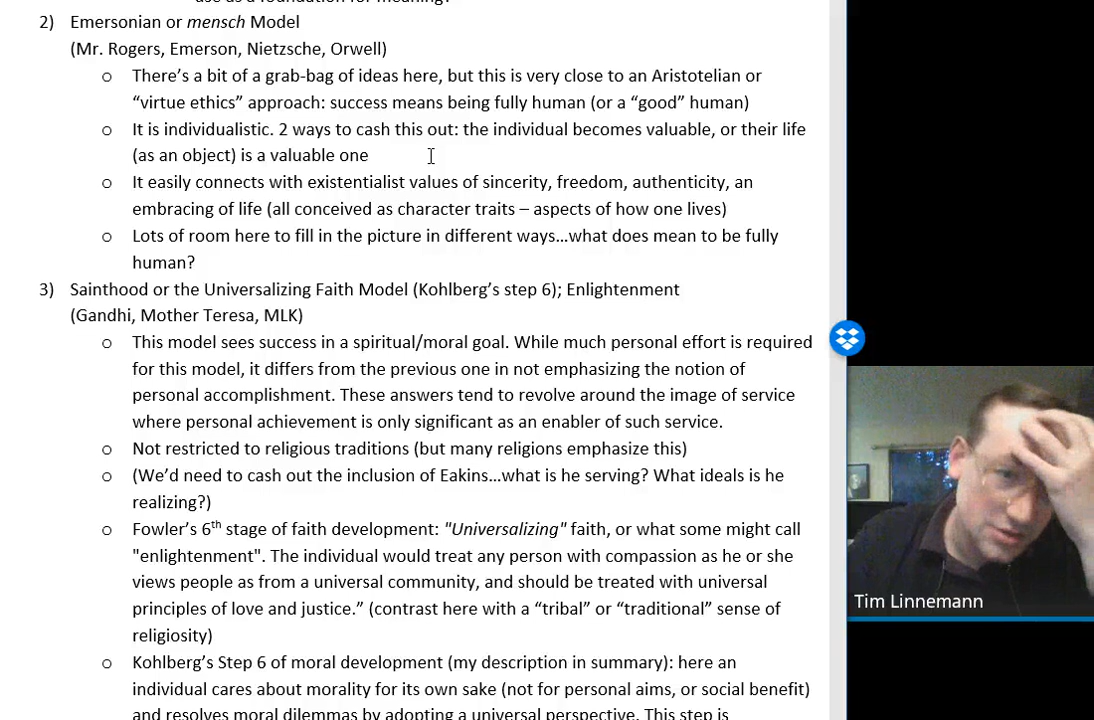 use as a foundation for meaning?
2) Emersonian or mensch Model
(Mr. Rogers, Emerson, Nietzsche, Orwell)
o There’s a bit of a grab-bag of ideas here, but this is very close to an Aristotelian or
“virtue ethics” approach: success means being fully human (or a “good” human)
o It is individualistic. 2 ways to cash this out: the individual becomes valuable, or their life
(as an object) is a valuable one
o It easily connects with existentialist values of sincerity, freedom, authenticity, an
embracing of life (all conceived as character traits – aspects of how one lives)
o Lots of room here to fill in the picture in different ways…what does mean to be fully
human?
3) Sainthood or the Universalizing Faith Model (Kohlberg’s step 6); Enlightenment
(Gandhi, Mother Teresa, MLK)
o This model sees success in a spiritual/moral goal. While much personal effort is required
for this model, it differs from the previous one in not emphasizing the notion of
personal accomplishment. These answers tend to revolve around the image of service
where personal achievement is only significant as an enabler of such service.
o Not restricted to religious traditions (but many religions emphasize this)
o (We’d need to cash out the inclusion of Eakins…what is he serving? What ideals is he
realizing?)
o Fowler’s 6th stage of faith development: "Universalizing" faith, or what some might call
"enlightenment". The individual would treat any person with compassion as he or she
views people as from a universal community, and should be treated with universal
principles of love and justice.” (contrast here with a “tribal” or “traditional” sense of
religiosity)
o Kohlberg’s Step 6 of moral development (my description in summary): here an
individual cares about morality for its own sake (not for personal aims, or social benefit)
and resolves moral dilemmas by adopting a universal perspective. This step is
Tim Linnemann